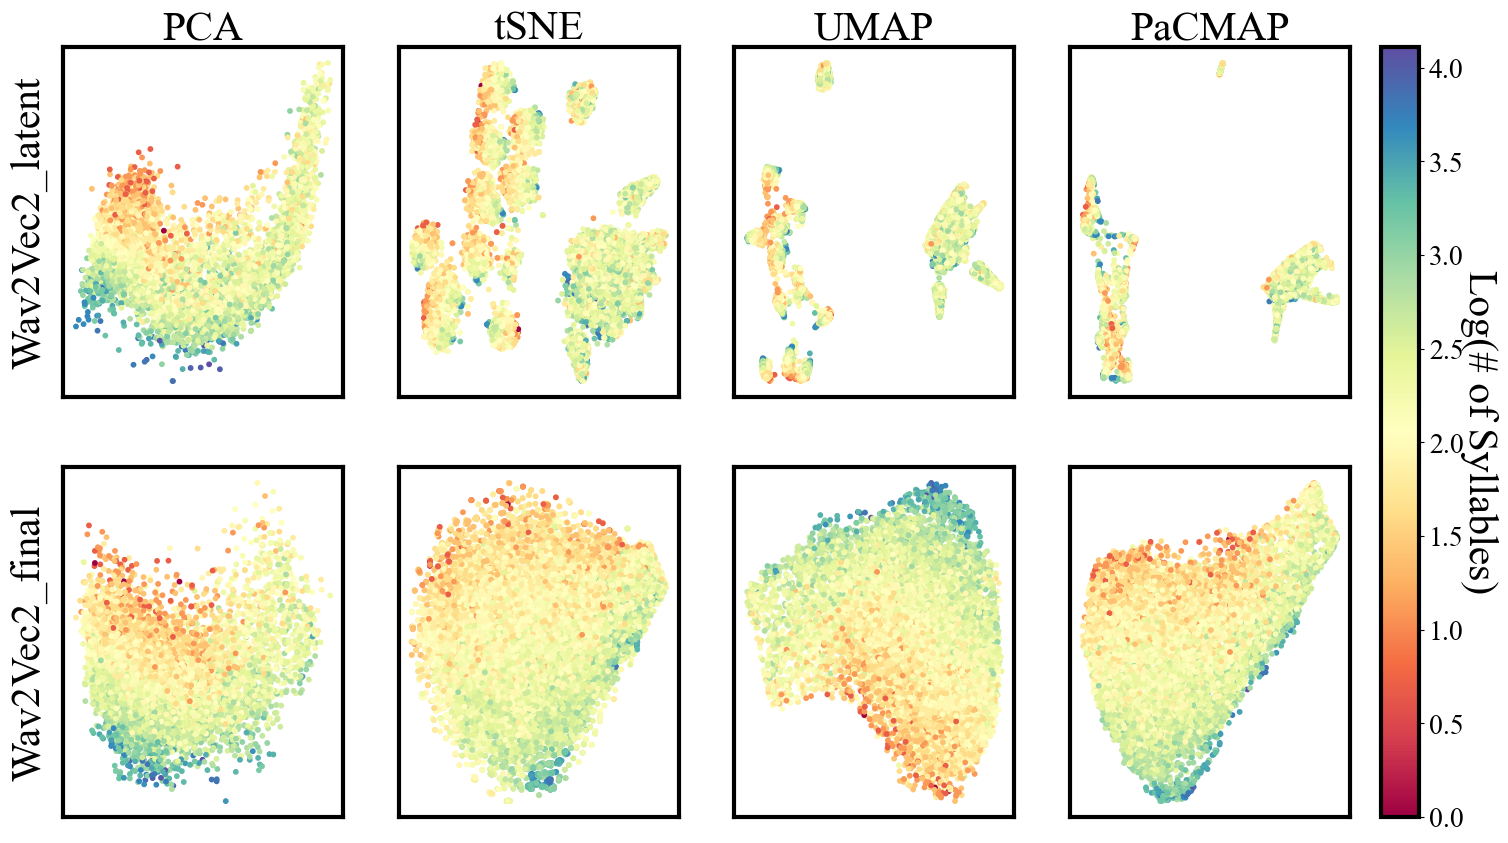 PCA
tSNE
UMAP
PaCMAP
Wav2Vec2_latent
Wav2Vec2_final
4.0
3.5
3.0
2.5
2.0
1.5
1.0
0.5
0.0
Log(# of Syllables)